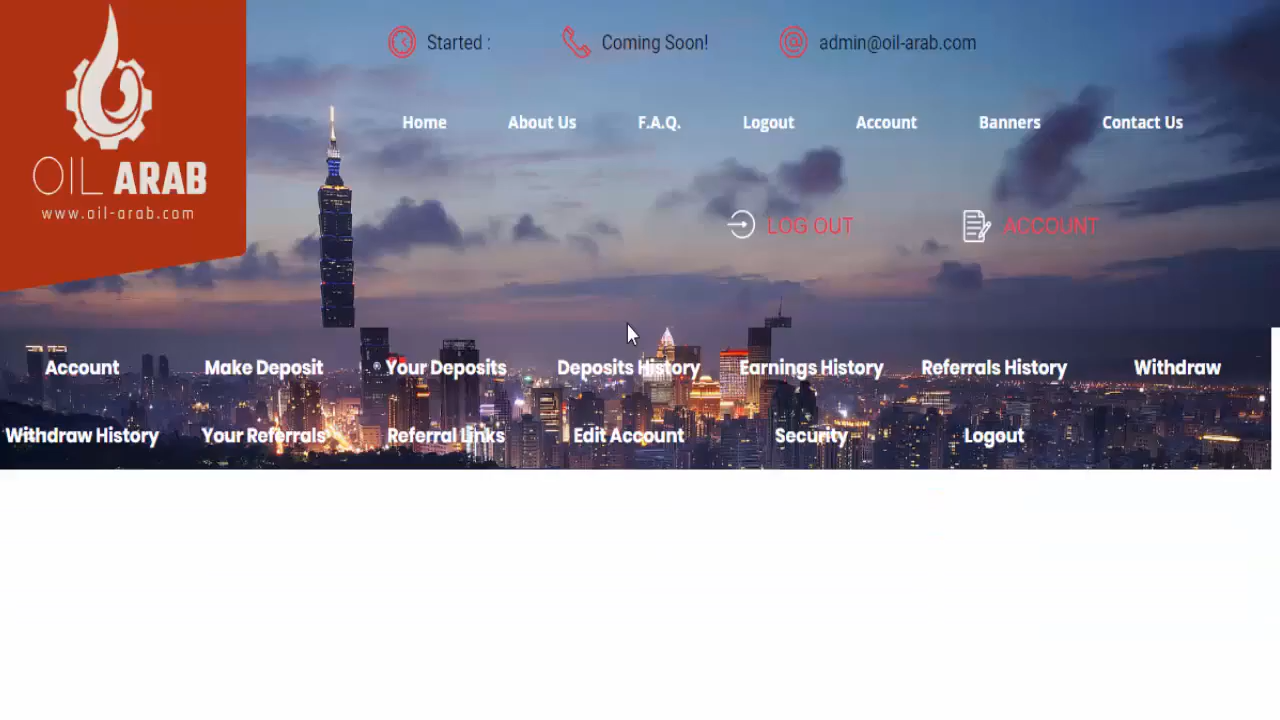 Started :
Coming Soon!
admin@oil-arab.com
OIL ARAB
www.oil-arab.com
Home About Us F.A.Q. Logout Account Banners Contact Us
LOG OUT ACCOUNT
Account Make Deposit Your Deposits Deposits History Earnings History Referrals History Withdraw
Withdraw History Your Referrals Referral Links Edit Account Security Logout